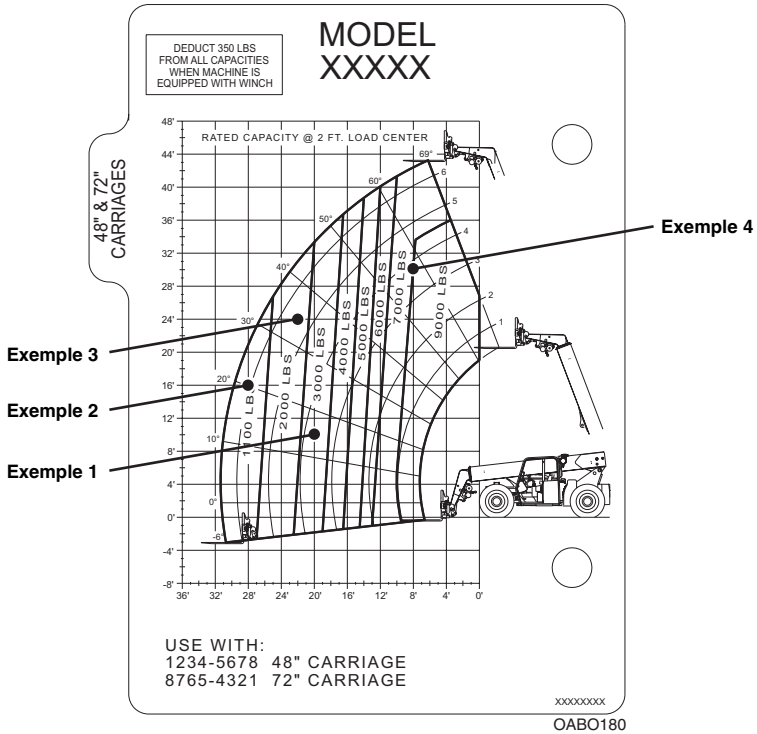 DEDUCT 350 LBS
FROM ALL CAPACITIES
WHEN MACHINE IS
EQUIPPED WITH WINCH
MODEL
XXXXX
48" & 72"
CARRIAGES
RATED CAPACITY @ 2 FT. LOAD CENTER
48'
44'
40'
36'
32'
28'
24'
20'
16'
12'
8'
4'
0'
-4'
-8'
36'
32'
28'
24'
20'
16'
12'
8'
4'
0'
69°
60°
50°
40°
30°
20°
10°
0°
-6°
6
5
4
3
2
1
1100 LBS
2000 LBS
3000 LBS
4000 LBS
5000 LBS
6000 LBS
7000 LBS
9000 LBS
Exemple 4
Exemple 3
Exemple 2
Exemple 1
USE WITH:
1234-5678 48" CARRIAGE
8765-4321 72" CARRIAGE
XXXXXXXX
OABO180